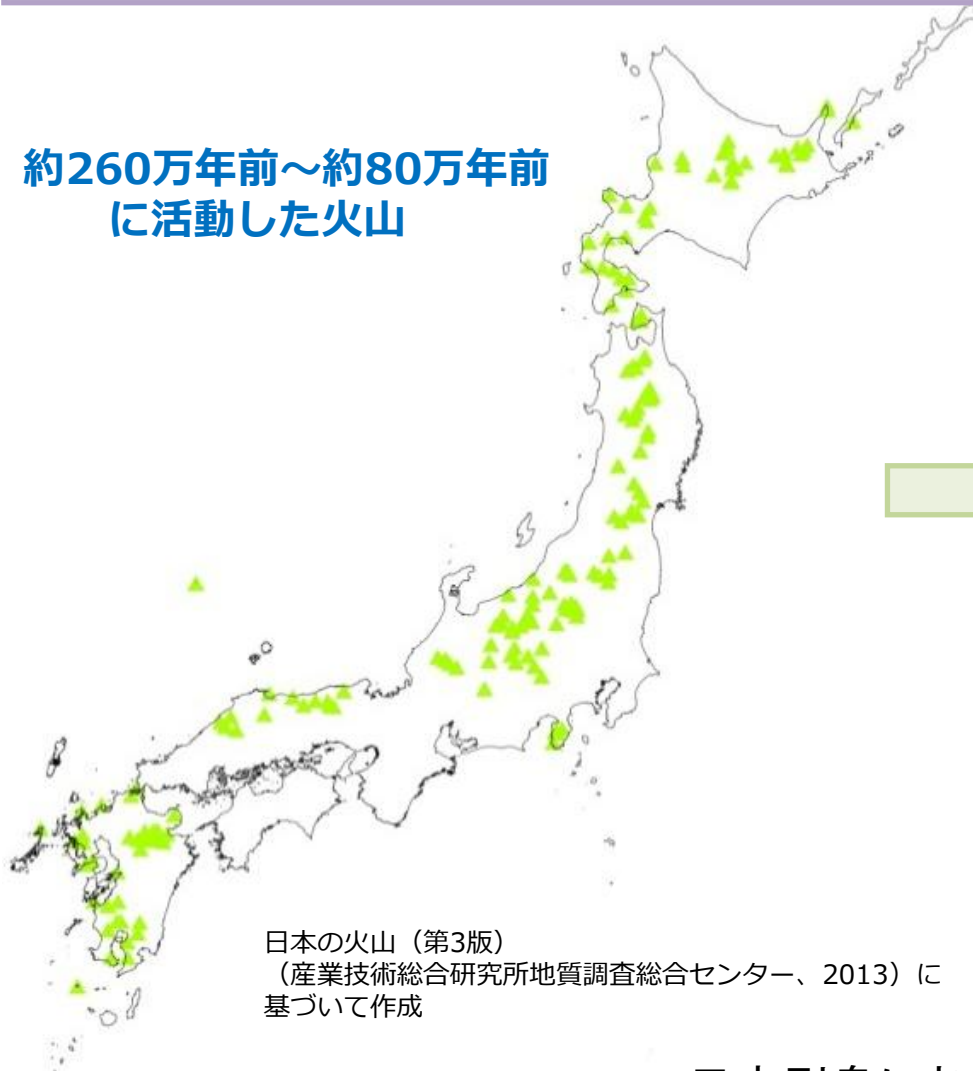 約260万年前～約80万年前
に活動した火山
日本の火山（第3版）
（産業技術総合研究所地質調査総合センター、2013）に
基づいて作成